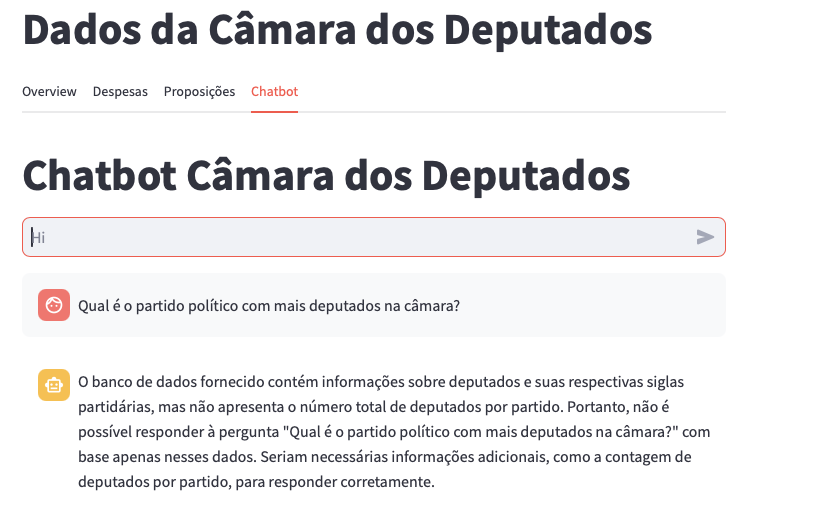 Dados da Câmara dos Deputados
Overview Despesas Proposições Chatbot
Chatbot Câmara dos Deputados
Hi
Qual é o partido político com mais deputados na câmara?
O banco de dados fornecido contém informações sobre deputados e suas respectivas siglas
partidárias, mas não apresenta o número total de deputados por partido. Portanto, não é
possível responder à pergunta "Qual é o partido político com mais deputados na câmara?" com
base apenas nesses dados. Seriam necessárias informações adicionais, como a contagem de
deputados por partido, para responder corretamente.